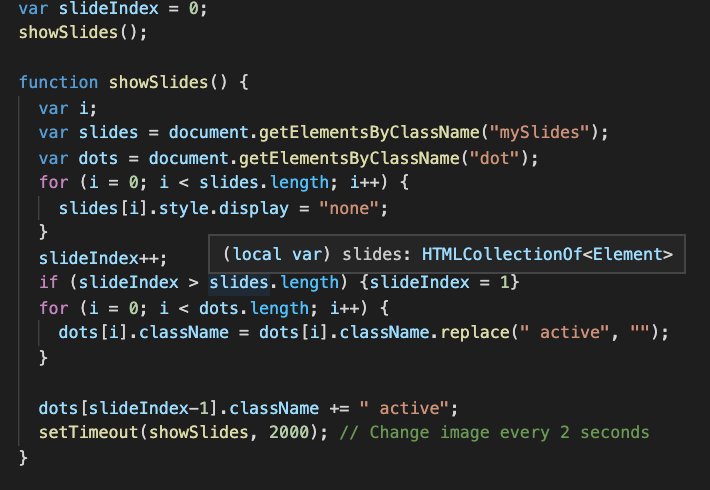 var slideIndex = 0;
showSlides();
function showSlides() {
var i;
var slides = document.getElementsByClassName("mySlides");
var dots = document.getElementsByClassName("dot");
for (i = 0; i < slides.length; i++) {
slides[i].style.display = "none";
}
slideIndex++;
(local var) slides: HTMLCollectionOf<Element>
if (slideIndex > slides.length) {slideIndex = 1}
for (i = 0; i < dots.length; i++) {
dots[i].className = dots[i].className.replace(" active", "");
}
dots[slideIndex-1].className += " active";
setTimeout(showSlides, 2000); // Change image every 2 seconds
}